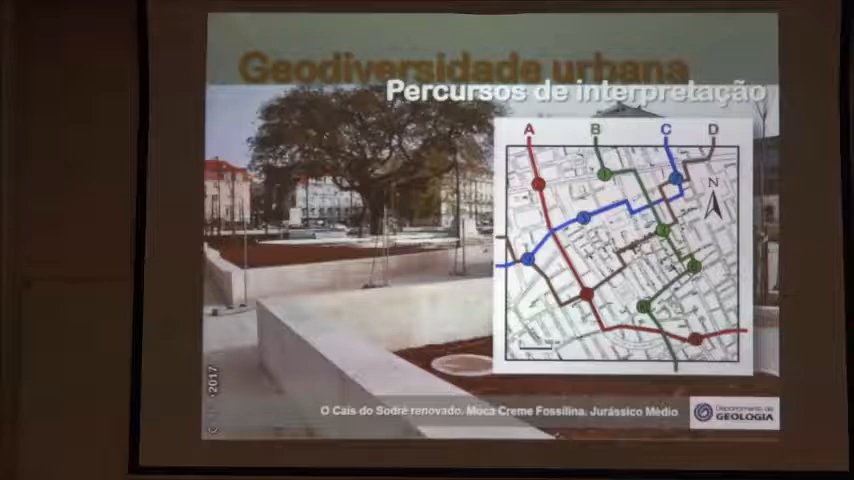 Geodiversidade urbana
Percursos de interpretação
A B C D
N
2017
O Cais do Sodré renovado. Moca Creme Fossilina. Jurássico Médio
Departamento de
GEOLOGIA